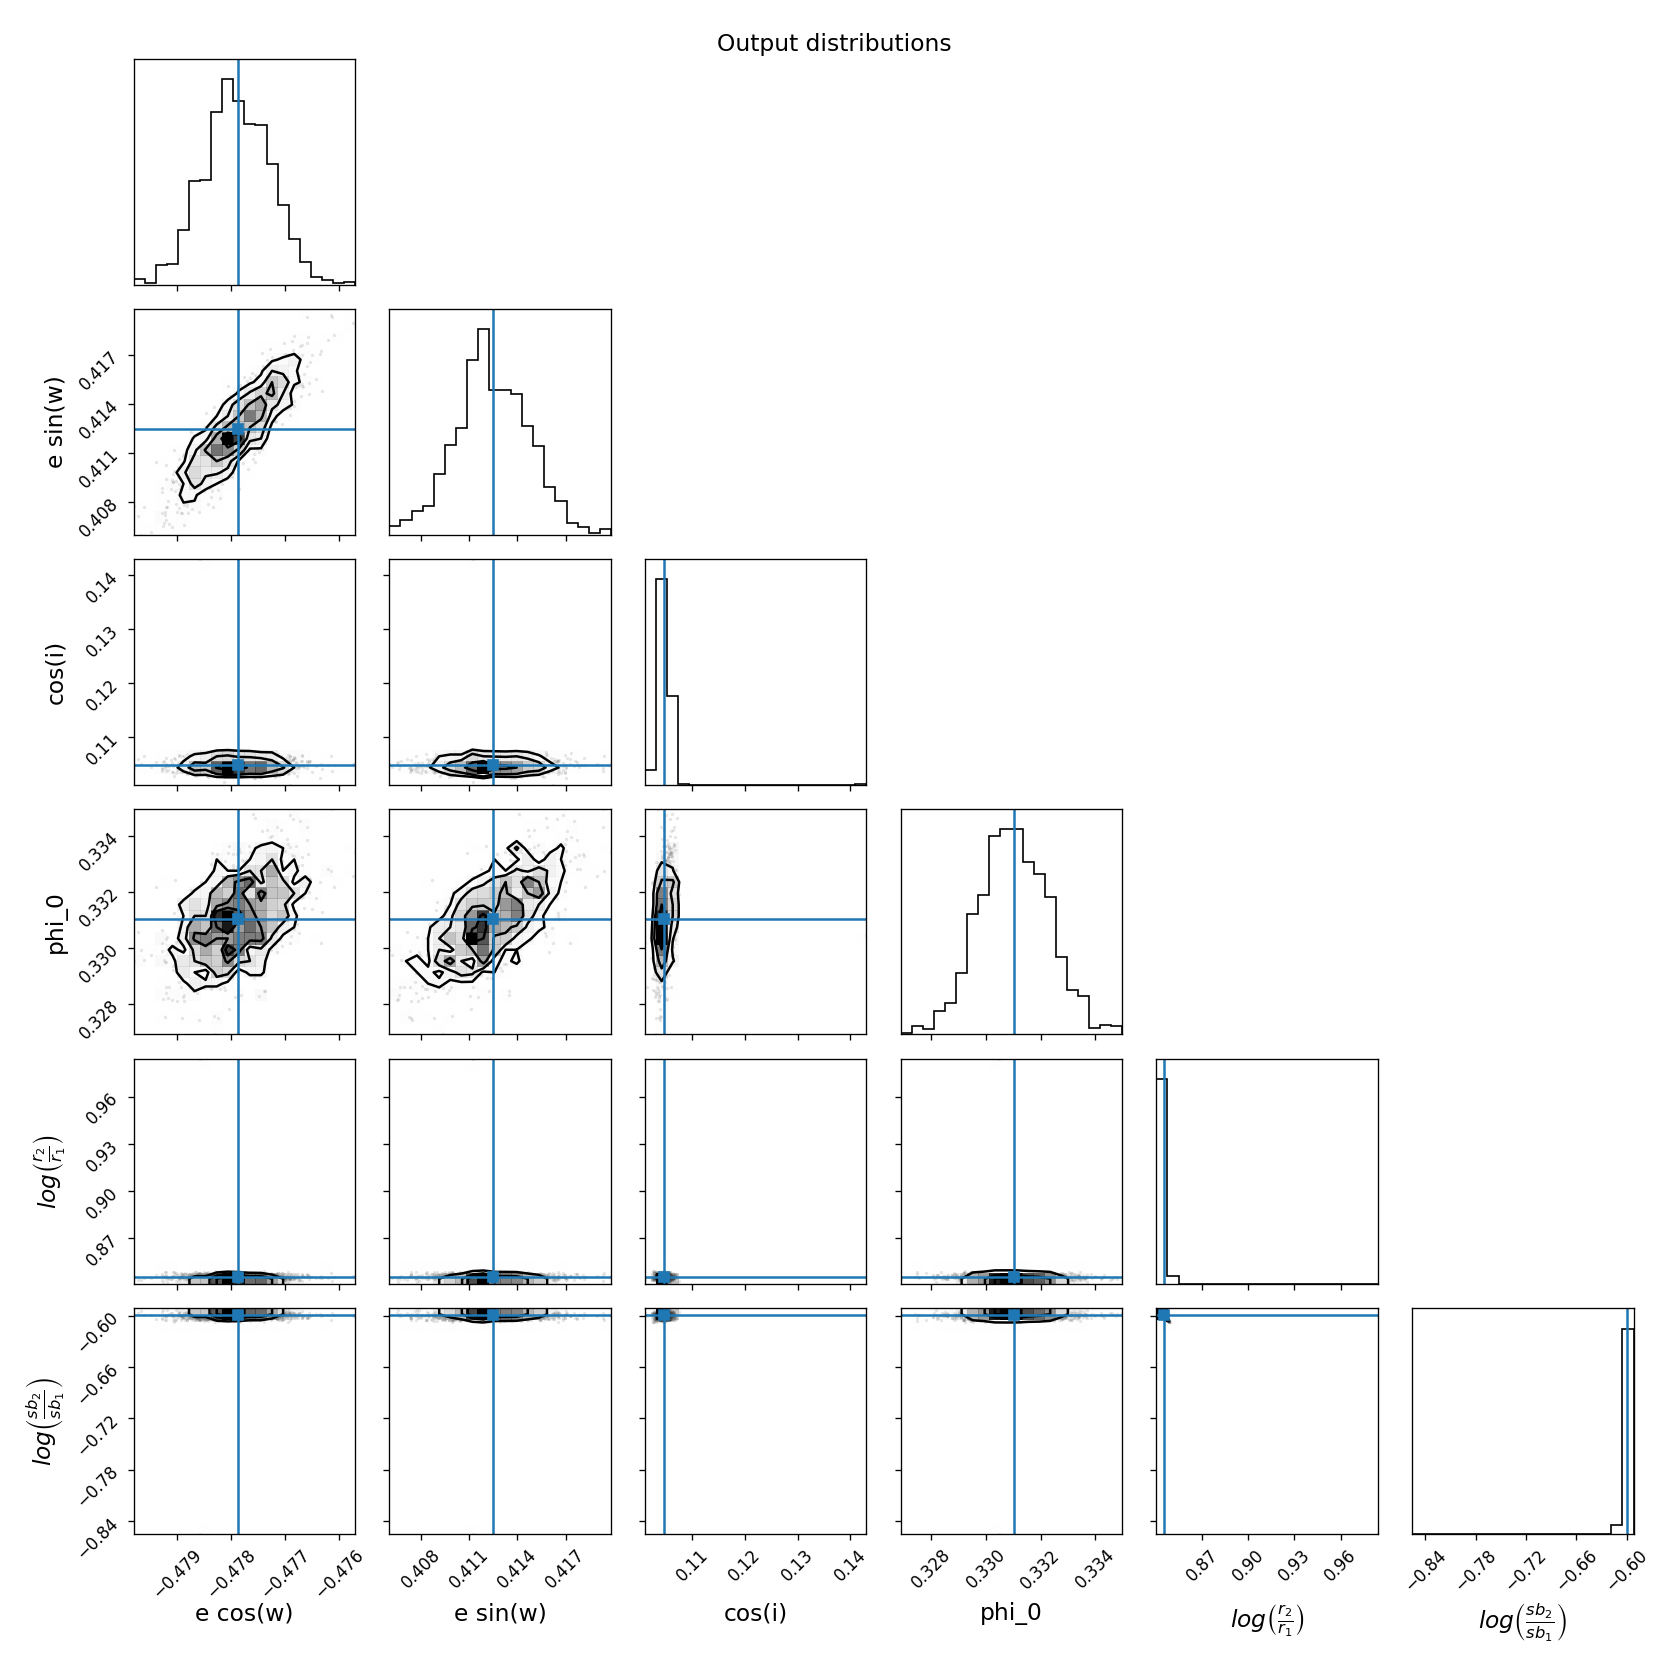 Output distributions
e sin(w)
0.417
0.414
0.411
0.408
cos(i)
0.14
0.13
0.12
0.11
phi_0
0.334
0.332
0.330
0.328
log(r2/r1)
0.96
0.93
0.90
0.87
log(sb2/sb1)
−0.60
−0.66
−0.72
−0.78
−0.84
−0.479 −0.478 −0.477 −0.476
0.408 0.411 0.414 0.417
0.11 0.12 0.13 0.14
0.328 0.330 0.332 0.334
0.87 0.90 0.93 0.96
−0.84 −0.78 −0.72 −0.66 −0.60
e cos(w)
e sin(w)
cos(i)
phi_0
log(r2/r1)
log(sb2/sb1)